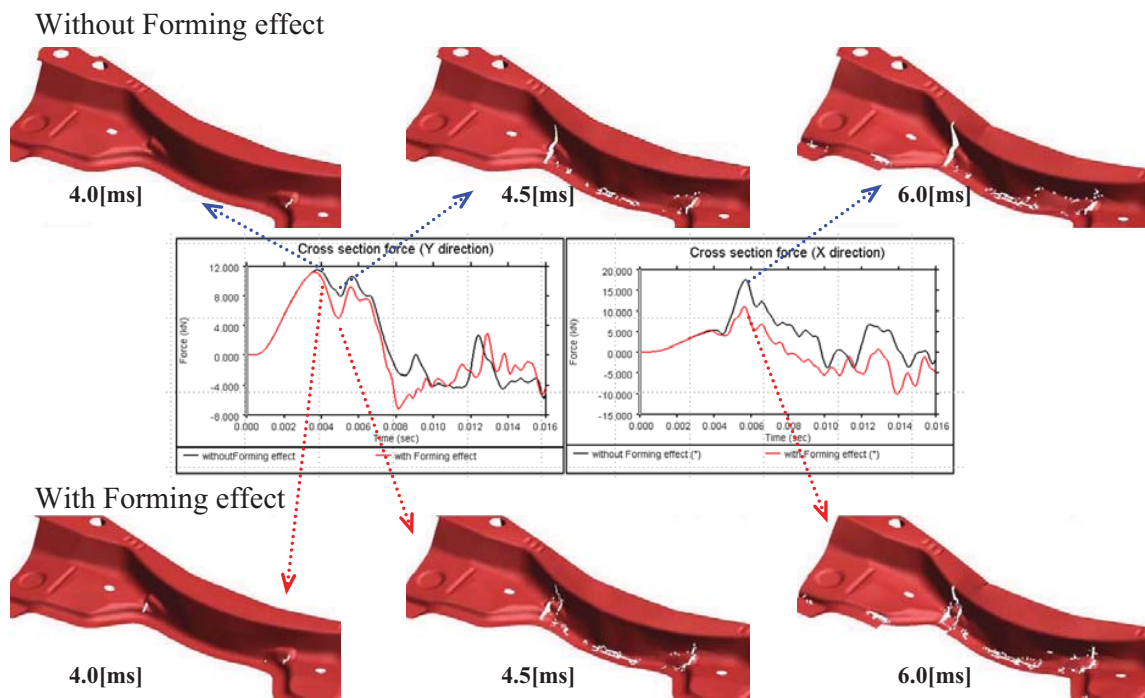 Without Forming effect
4.0[ms]
4.5[ms]
6.0[ms]
Cross section force (Y direction)
12.000
8.000
4.000
0.000
-4.000
-8.000
Force (kN)
0.000 0.002 0.004 0.006 0.008 0.010 0.012 0.014 0.016
Time (sec)
withoutForming effect with Forming effect
Cross section force (X direction)
20.000
15.000
10.000
5.000
0.000
-5.000
-10.000
-15.000
Force (kN)
0.000 0.002 0.004 0.006 0.008 0.010 0.012 0.014 0.016
Time (sec)
without Forming effect (*) with Forming effect (*)
With Forming effect
4.0[ms]
4.5[ms]
6.0[ms]